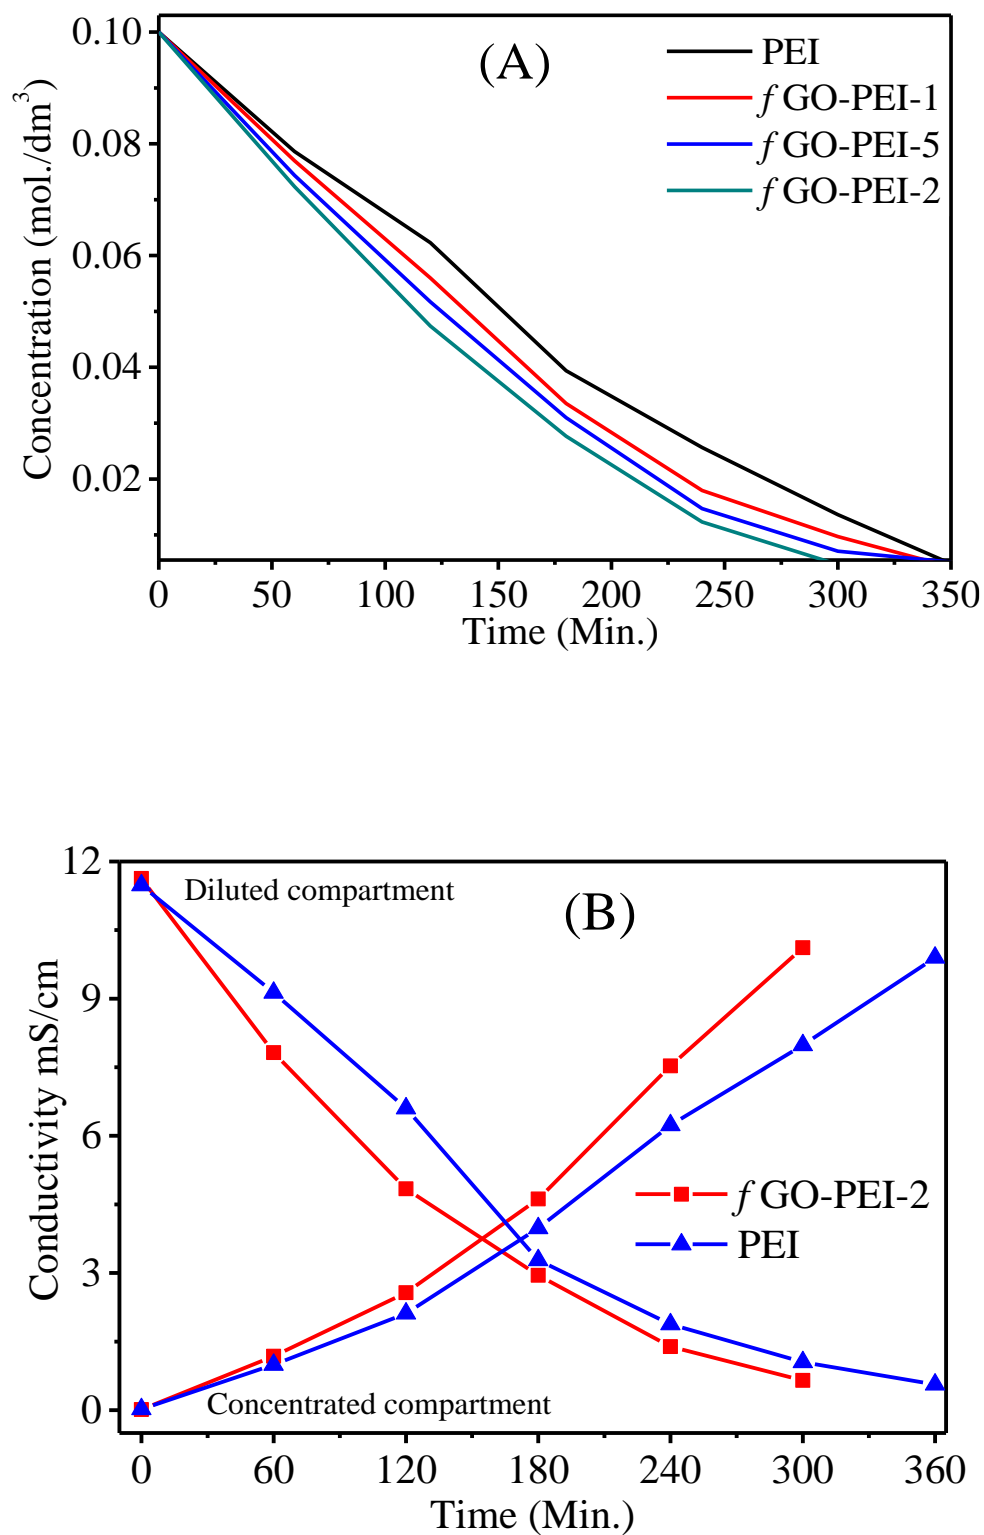 (A)
PEI
f GO-PEI-1
f GO-PEI-5
f GO-PEI-2
Concentration (mol./dm³)
0.10
0.08
0.06
0.04
0.02
0 50 100 150 200 250 300 350
Time (Min.)
(B)
Diluted compartment
Conductivity mS/cm
12
9
6
3
0
f GO-PEI-2
PEI
Concentrated compartment
0 60 120 180 240 300 360
Time (Min.)